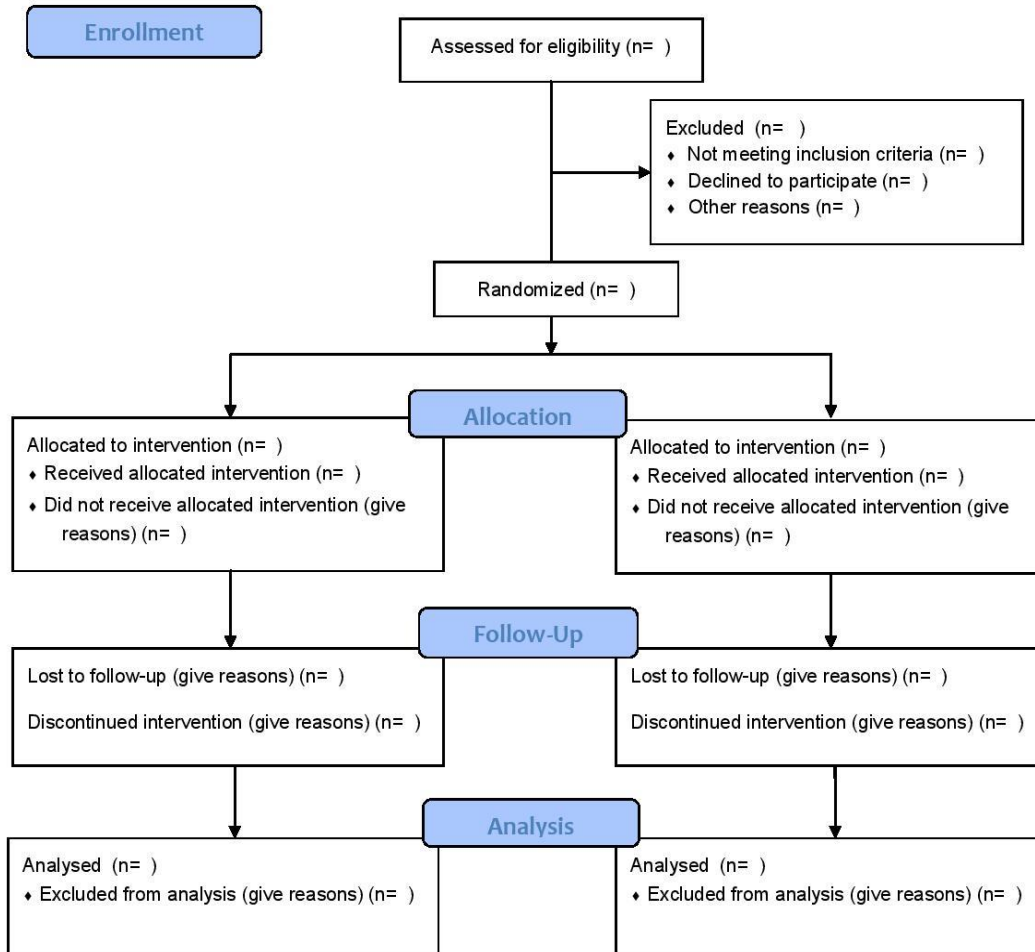 Enrollment
Assessed for eligibility (n= )
Excluded (n= )
♦ Not meeting inclusion criteria (n= )
♦ Declined to participate (n= )
♦ Other reasons (n= )
Randomized (n= )
Allocation
Allocated to intervention (n= )
♦ Received allocated intervention (n= )
♦ Did not receive allocated intervention (give
reasons) (n= )
Allocated to intervention (n= )
♦ Received allocated intervention (n= )
♦ Did not receive allocated intervention (give
reasons) (n= )
Follow-Up
Lost to follow-up (give reasons) (n= )
Discontinued intervention (give reasons) (n= )
Lost to follow-up (give reasons) (n= )
Discontinued intervention (give reasons) (n= )
Analysis
Analysed (n= )
♦ Excluded from analysis (give reasons) (n= )
Analysed (n= )
♦ Excluded from analysis (give reasons) (n= )